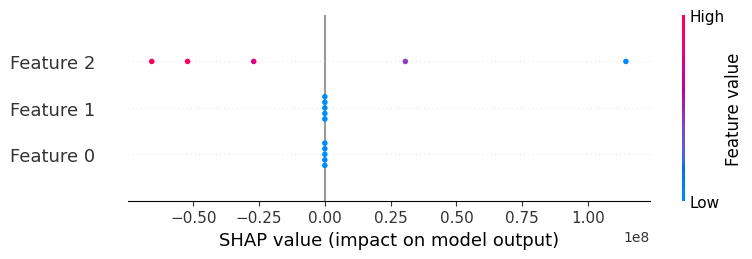 High
Feature 2
Feature 1
Feature 0
Feature value
Low
−0.50 −0.25 0.00 0.25 0.50 0.75 1.00
1e8
SHAP value (impact on model output)